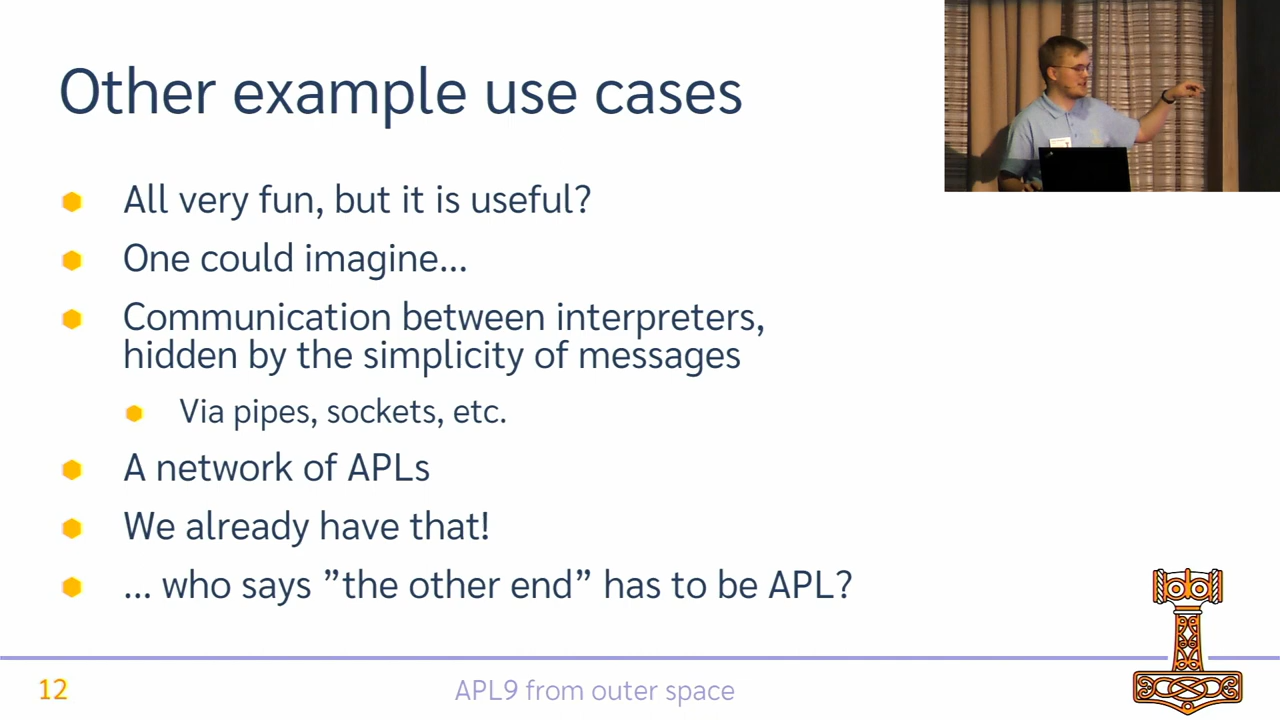 Other example use cases
All very fun, but it is useful?
One could imagine...
Communication between interpreters,
hidden by the simplicity of messages
Via pipes, sockets, etc.
A network of APLs
We already have that!
... who says ”the other end” has to be APL?
12
APL9 from outer space